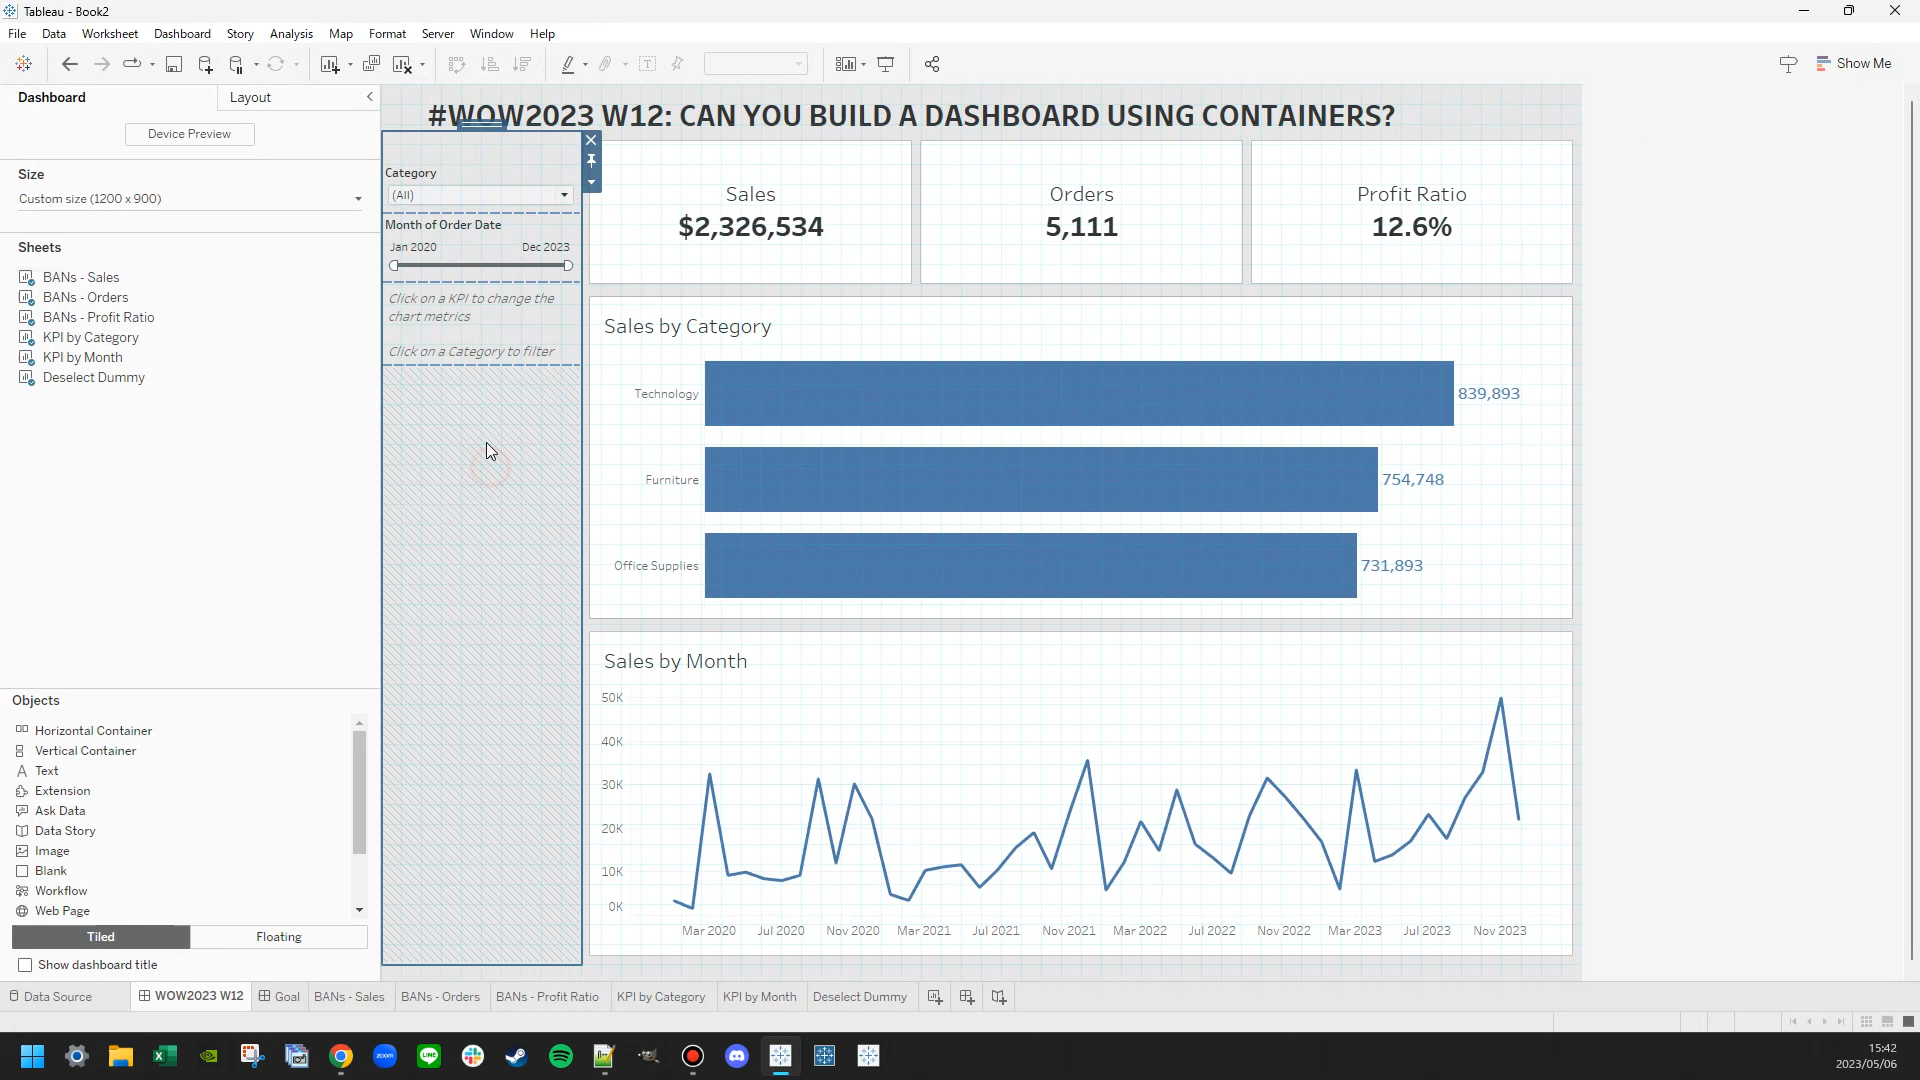 Tableau - Book2
File Data Worksheet Dashboard Story Analysis Map Format Server Window Help
Show Me
Dashboard Layout
Device Preview
Size
Custom size (1200 x 900)
Sheets
BANs - Sales
BANs - Orders
BANs - Profit Ratio
KPI by Category
KPI by Month
Deselect Dummy
Objects
Horizontal Container
Vertical Container
Text
Extension
Ask Data
Data Story
Image
Blank
Workflow
Web Page
Tiled Floating
Show dashboard title
#WOW2023 W12: CAN YOU BUILD A DASHBOARD USING CONTAINERS?
Category
(All)
Month of Order Date
Jan 2020 Dec 2023
Click on a KPI to change the
chart metrics
Click on a Category to filter
Sales
$2,326,534
Orders
5,111
Profit Ratio
12.6%
Sales by Category
Technology 839,893
Furniture 754,748
Office Supplies 731,893
Sales by Month
50K
40K
30K
20K
10K
0K
Mar 2020 Jul 2020 Nov 2020 Mar 2021 Jul 2021 Nov 2021 Mar 2022 Jul 2022 Nov 2022 Mar 2023 Jul 2023 Nov 2023
Data Source WOW2023 W12 Goal BANs - Sales BANs - Orders BANs - Profit Ratio KPI by Category KPI by Month Deselect Dummy
zoom
LINE
15:42
2023/05/06